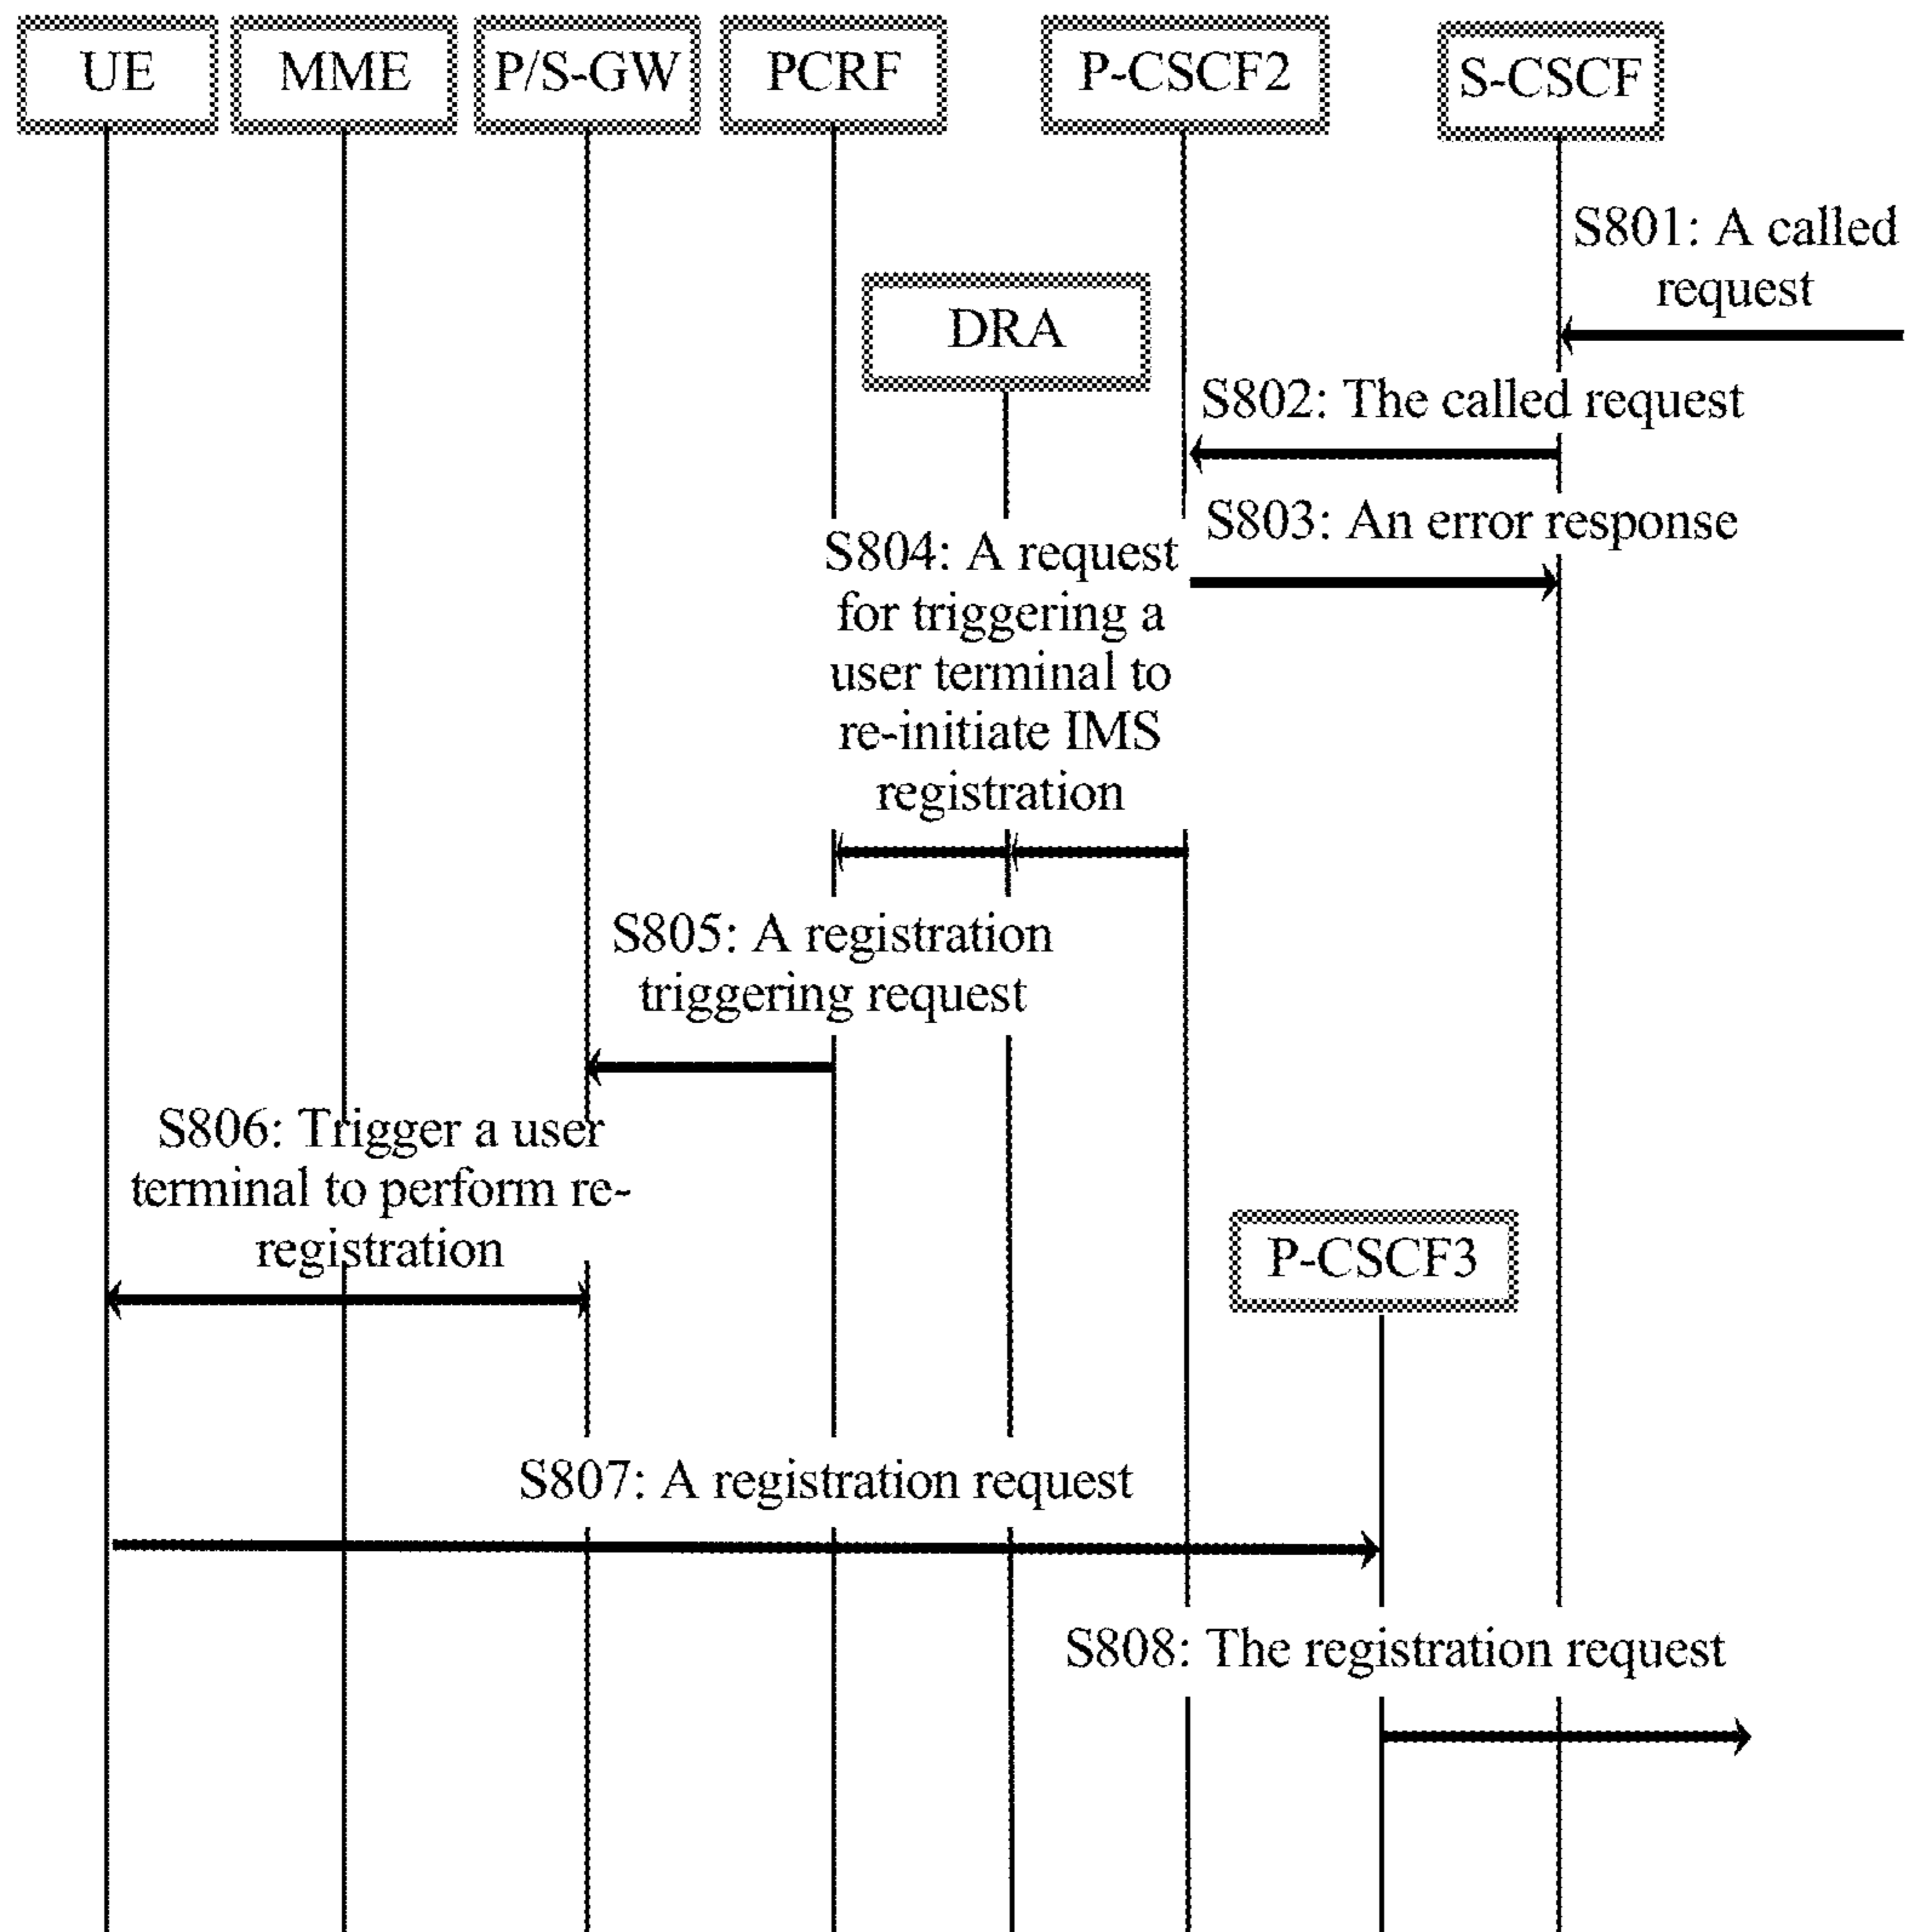 UE
MME
P/S-GW
PCRF
P-CSCF2
S-CSCF
S801: A called
request
DRA
S802: The called request
S803: An error response
S804: A request
for triggering a
user terminal to
re-initiate IMS
registration
S805: A registration
triggering request
S806: Trigger a user
terminal to perform re-
registration
P-CSCF3
S807: A registration request
S808: The registration request